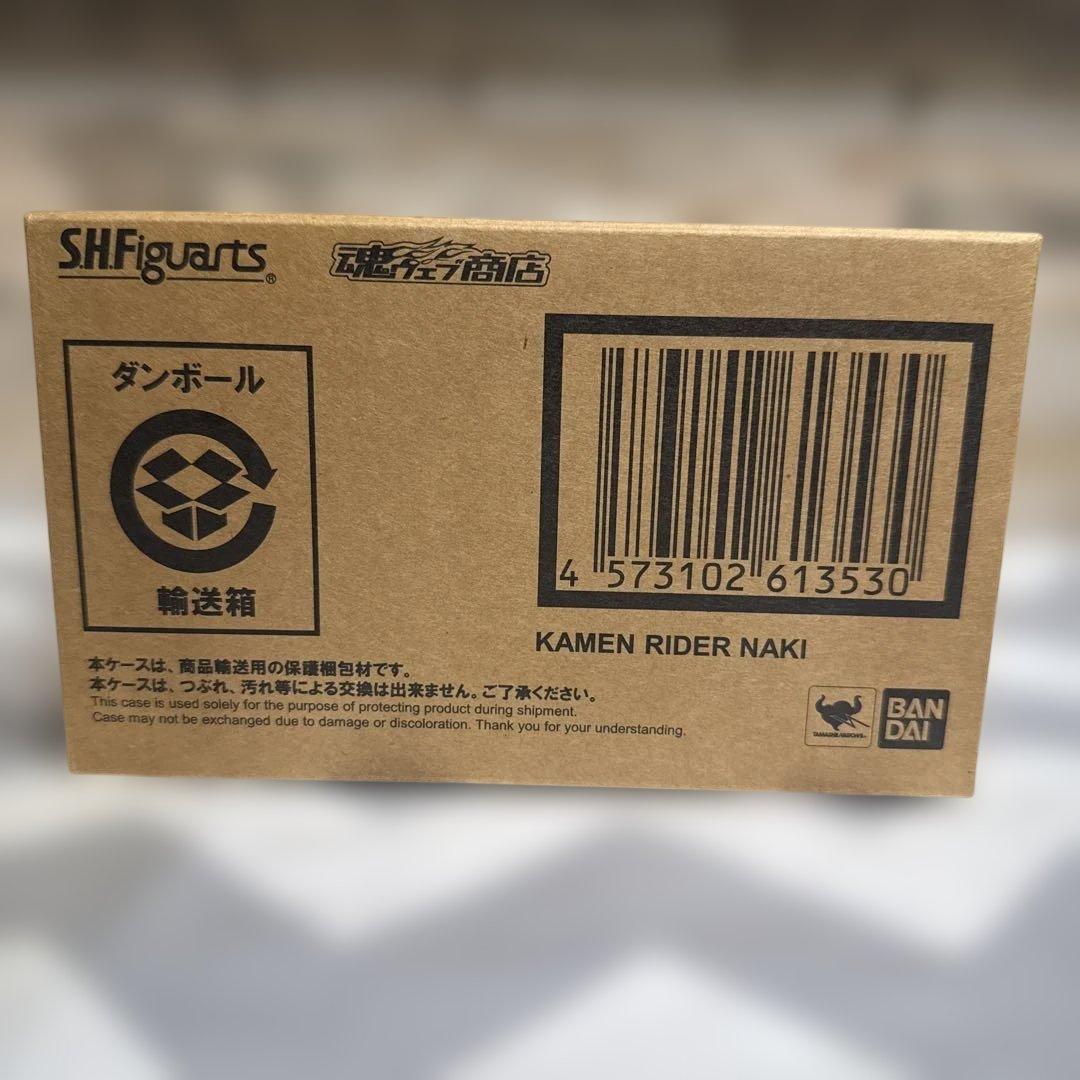 S.H.Figuarts®
魂ウェブ商店
ダンボール
輸送箱
4 573102 613530
KAMEN RIDER NAKI
本ケースは、商品輸送用の保護梱包材です。
本ケースは、つぶれ、汚れ等による交換は出来ません。ご了承ください。
This case is used solely for the purpose of protecting product during shipment.
Case may not be exchanged due to damage or discoloration. Thank you for your understanding.
TAMASHII NATIONS
BAN
DAI